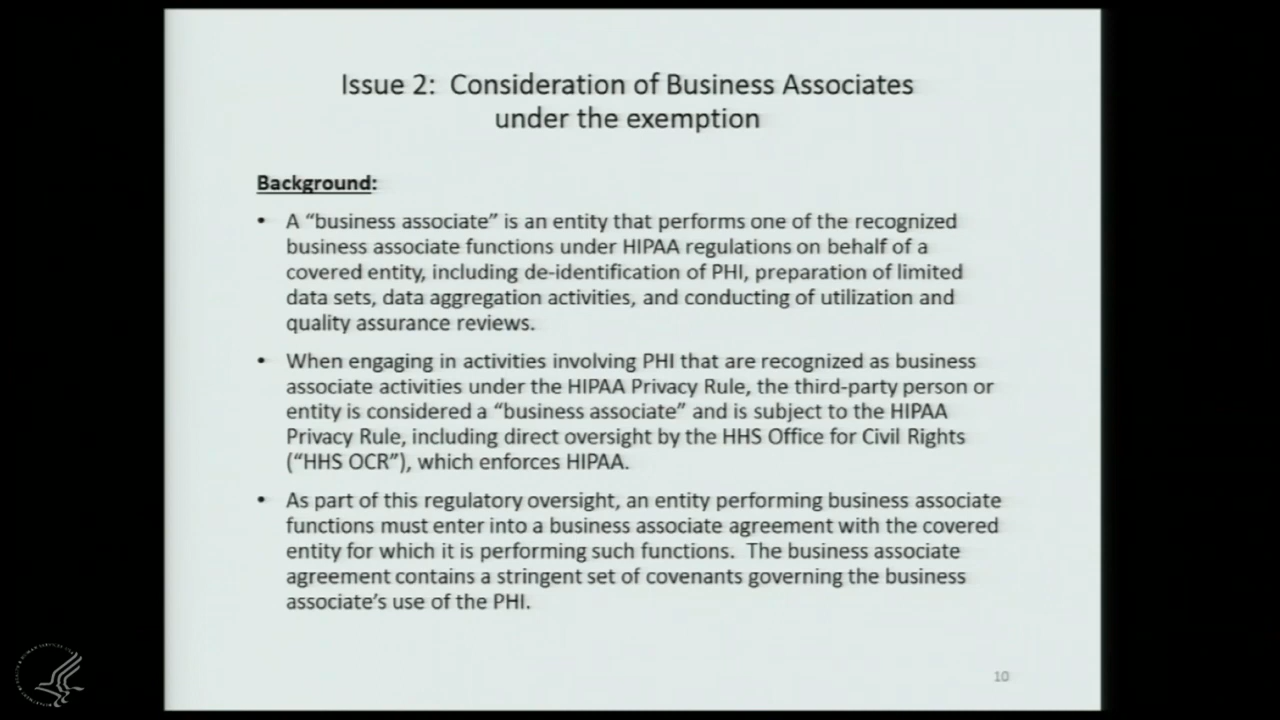 Issue 2: Consideration of Business Associates
under the exemption
Background:
• A “business associate” is an entity that performs one of the recognized
business associate functions under HIPAA regulations on behalf of a
covered entity, including de-identification of PHI, preparation of limited
data sets, data aggregation activities, and conducting of utilization and
quality assurance reviews.
• When engaging in activities involving PHI that are recognized as business
associate activities under the HIPAA Privacy Rule, the third-party person or
entity is considered a “business associate” and is subject to the HIPAA
Privacy Rule, including direct oversight by the HHS Office for Civil Rights
(“HHS OCR”), which enforces HIPAA.
• As part of this regulatory oversight, an entity performing business associate
functions must enter into a business associate agreement with the covered
entity for which it is performing such functions. The business associate
agreement contains a stringent set of covenants governing the business
associate’s use of the PHI.
10